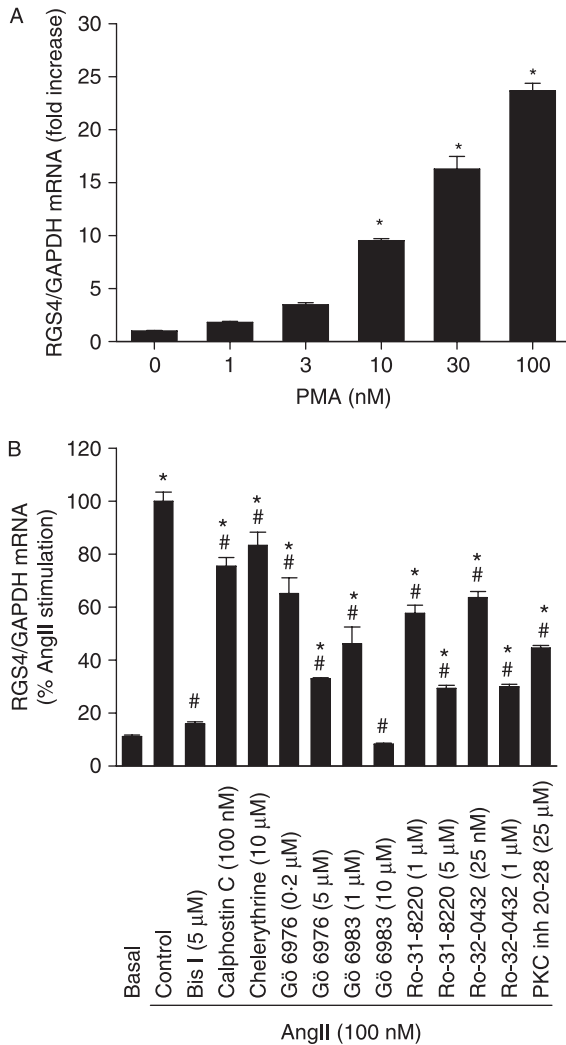 A
RGS4/GAPDH mRNA (fold increase)
30
25
20
15
10
5
0
*
*
*
0 1 3 10 30 100
PMA (nM)
B
RGS4/GAPDH mRNA
(% AngII stimulation)
120
100
80
60
40
20
0
*
#
*
#
*
#
*
#
*
#
*
#
#
*
#
*
#
*
#
*
#
*
#
Basal
Control
Bis I (5 μM)
Calphostin C (100 nM)
Chelerythrine (10 μM)
Gö 6976 (0·2 μM)
Gö 6976 (5 μM)
Gö 6983 (1 μM)
Gö 6983 (10 μM)
Ro-31-8220 (1 μM)
Ro-31-8220 (5 μM)
Ro-32-0432 (25 nM)
Ro-32-0432 (1 μM)
PKC inh 20-28 (25 μM)
AngII (100 nM)